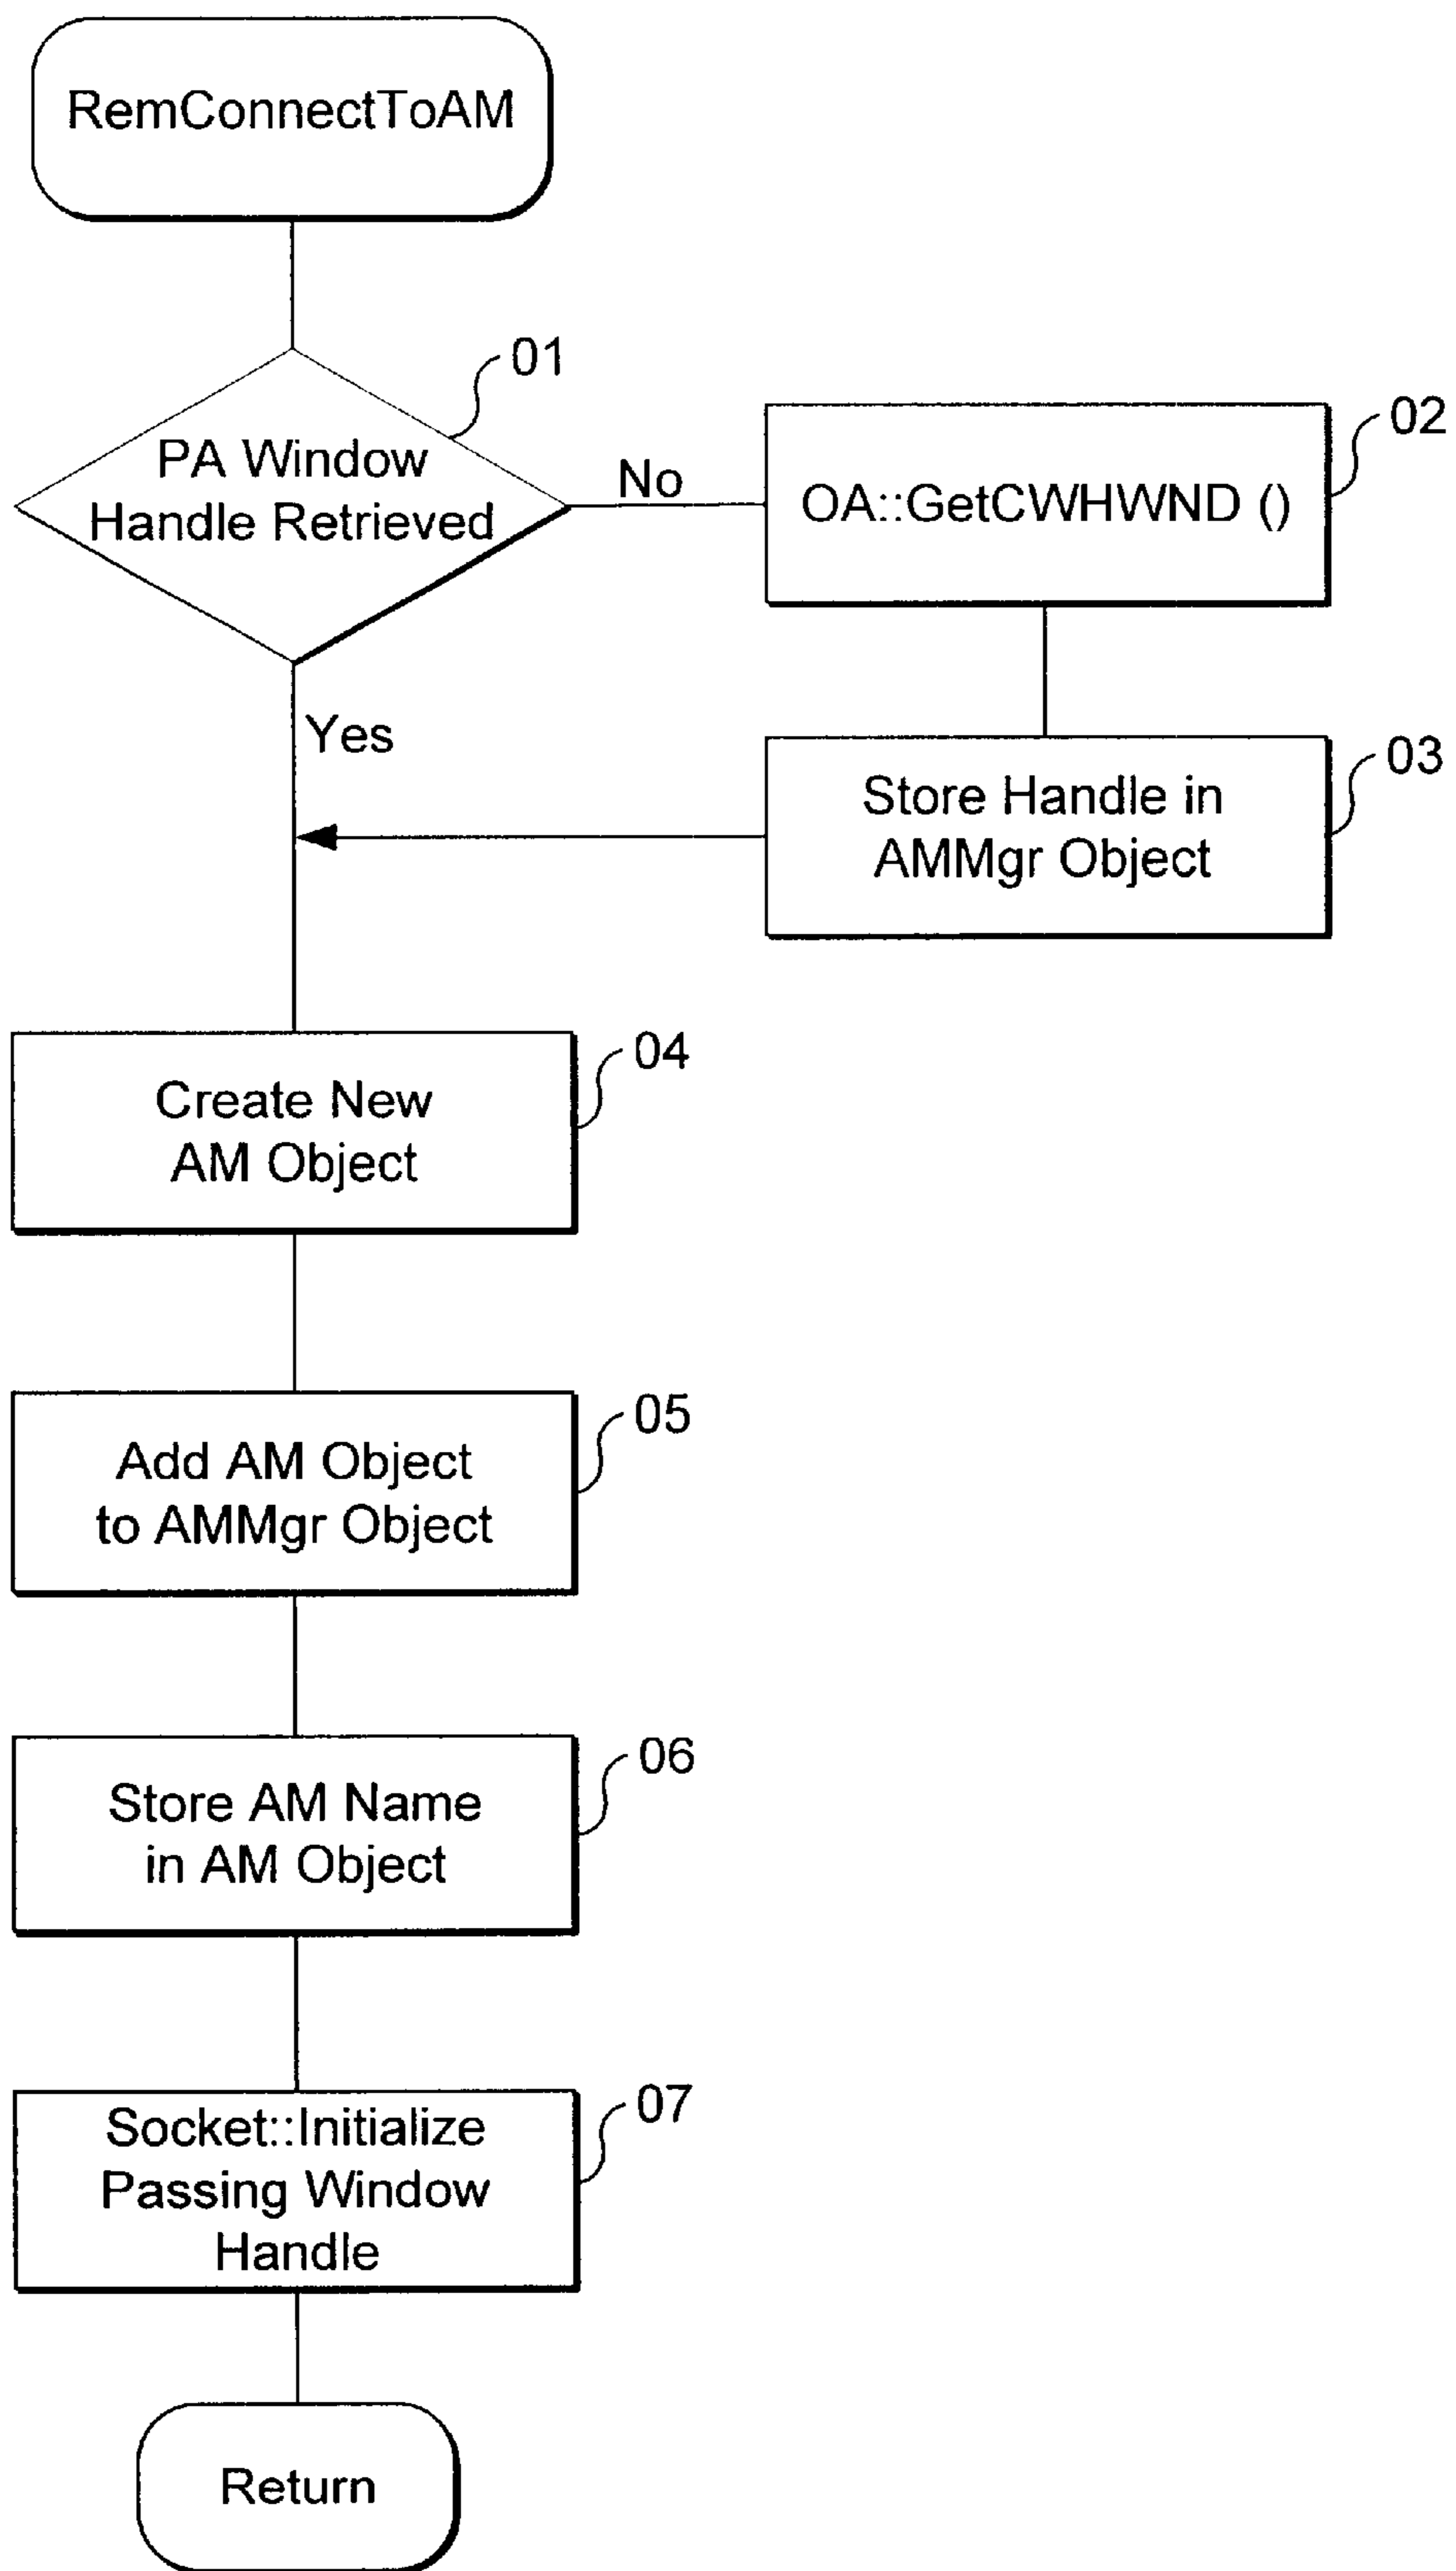 RemConnectToAM
01
PA Window
Handle Retrieved
No
02
OA::GetCWHWND ()
Yes
03
Store Handle in
AMMgr Object
04
Create New
AM Object
05
Add AM Object
to AMMgr Object
06
Store AM Name
in AM Object
07
Socket::Initialize
Passing Window
Handle
Return